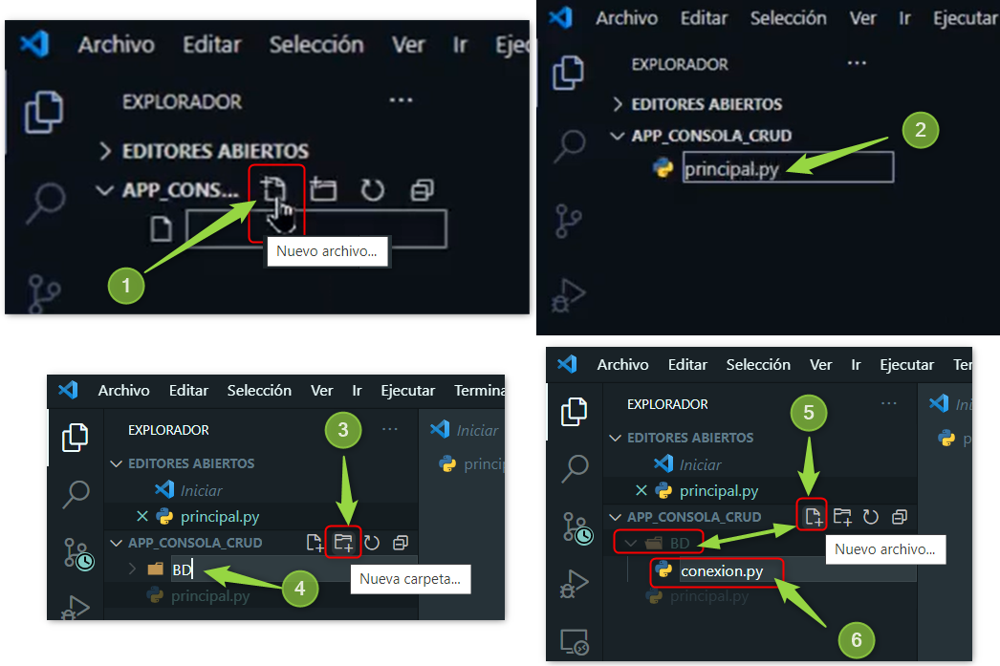 Archivo Editar Selección Ver Ir Ejec
EXPLORADOR ...
EDITORES ABIERTOS
APP_CONS...
Nuevo archivo...
1
Archivo Editar Selección Ver Ir Ejecutar
EXPLORADOR ...
EDITORES ABIERTOS
2
APP_CONSOLA_CRUD
principal.py
Archivo Editar Selección Ver Ir Ejecutar Termina
EXPLORADOR 3 ...
Iniciar
EDITORES ABIERTOS
princip
Iniciar
principal.py
APP_CONSOLA_CRUD
BD
Nueva carpeta...
4
principal.py
Archivo Editar Selección Ver Ir Ejecutar Ter
EXPLORADOR 5 ...
Ini
EDITORES ABIERTOS
p
Iniciar
principal.py
APP_CONSOLA_CRUD
BD
Nuevo archivo...
conexion.py
principal.py
6